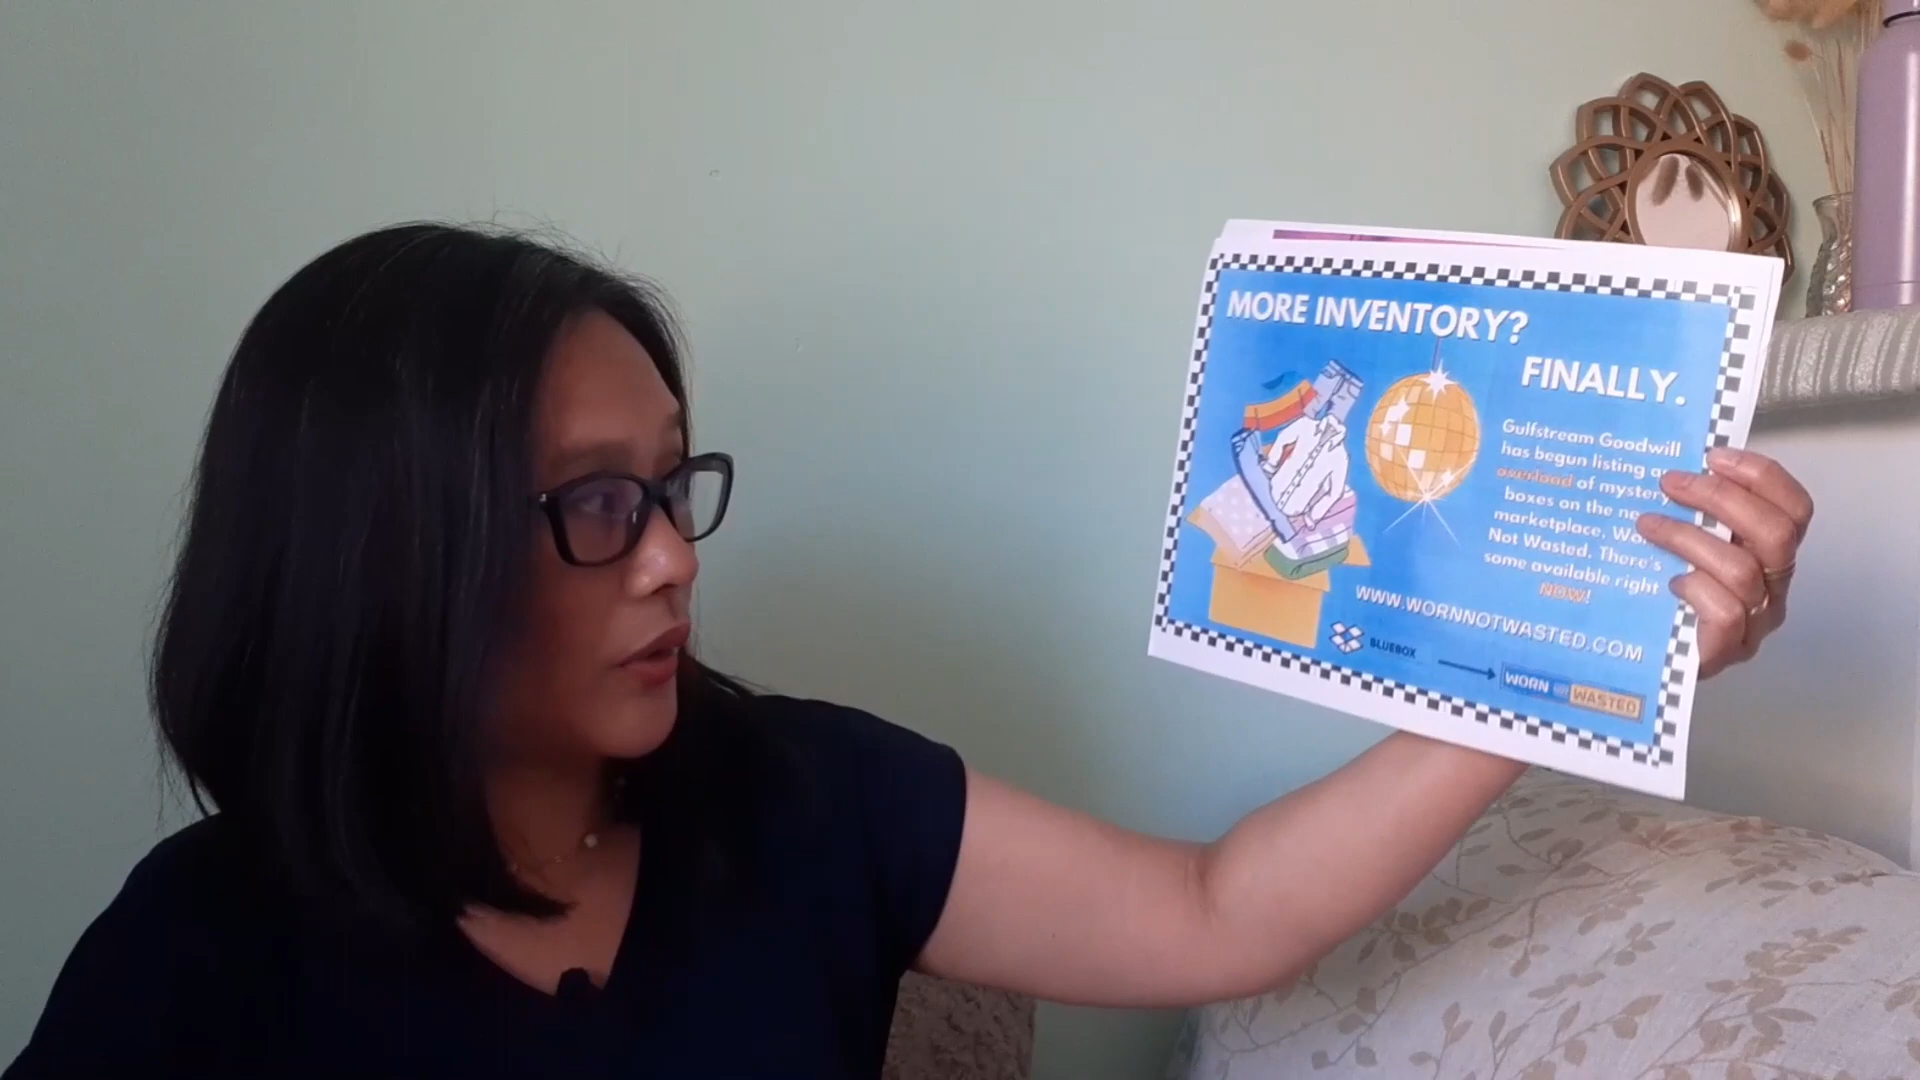 MORE INVENTORY?
FINALLY.
Gulfstream Goodwill
has begun listing
overload of mystery
boxes on the
marketplace,
Not Wasted. There's
some available right
NOW!
WWW.WORNNOTWASTED.COM
BLUEBOX
WORN
WASTED